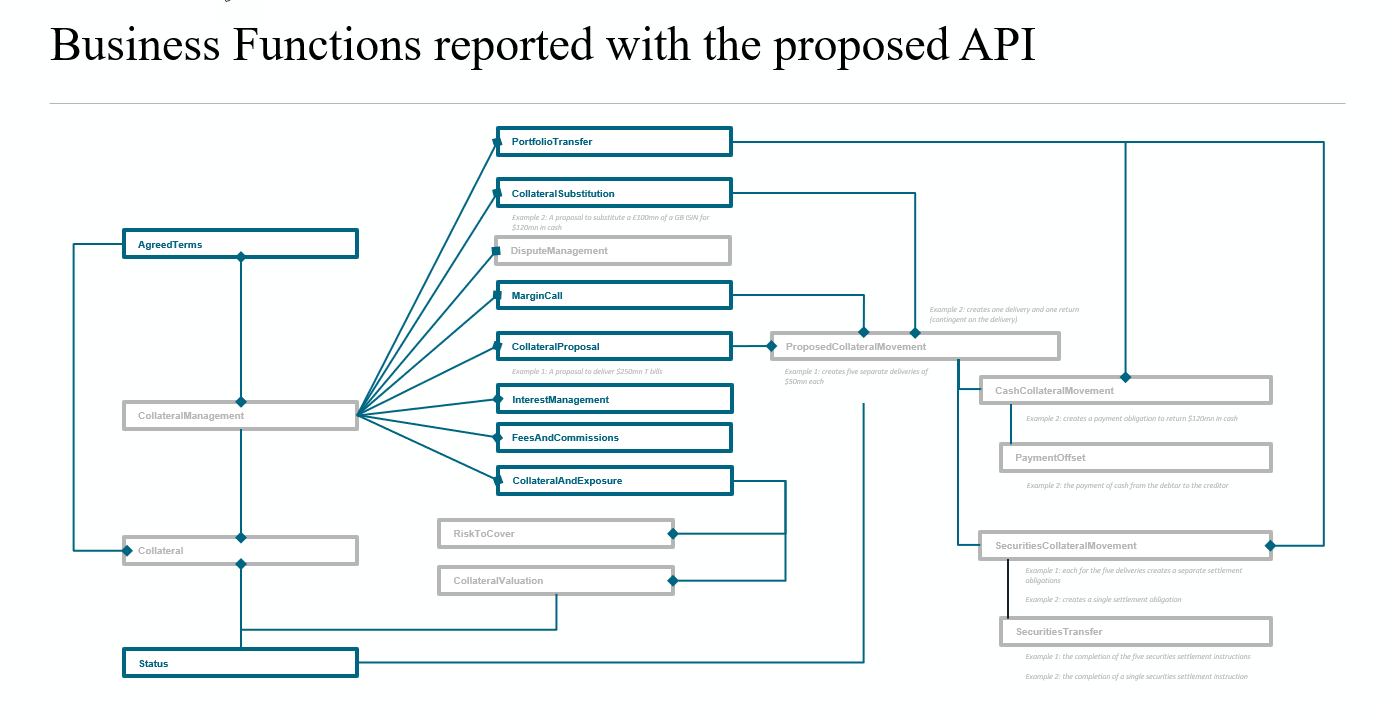 Business Functions reported with the proposed API
PortfolioTransfer
CollateralSubstitution
Example 2: A proposal to substitute a £100mn of a GB ISIN for
$120mn in cash
AgreedTerms
DisputeManagement
MarginCall
Example 2: creates one delivery and one return
(contingent on the delivery)
CollateralProposal
ProposedCollateralMovement
Example 1: A proposal to deliver $250mn T bills
Example 1: creates five separate deliveries of
$50mn each
CashCollateralMovement
InterestManagement
CollateralManagement
Example 2: creates a payment obligation to return $120mn in cash
FeesAndCommissions
PaymentOffset
CollateralAndExposure
Example 2: the payment of cash from the debtor to the creditor
RiskToCover
Collateral
SecuritiesCollateralMovement
Example 1: each for the five deliveries creates a separate settlement
obligations
CollateralValuation
Example 2: creates a single settlement obligation
SecuritiesTransfer
Status
Example 1: the completion of the five securities settlement instructions
Example 2: the completion of a single securities settlement instruction